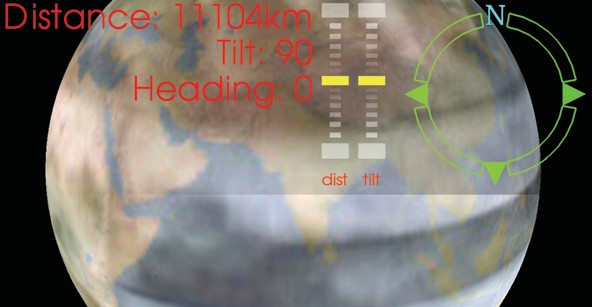 Distance: 11104km
Tilt: 90
Heading: 0
dist tilt
N